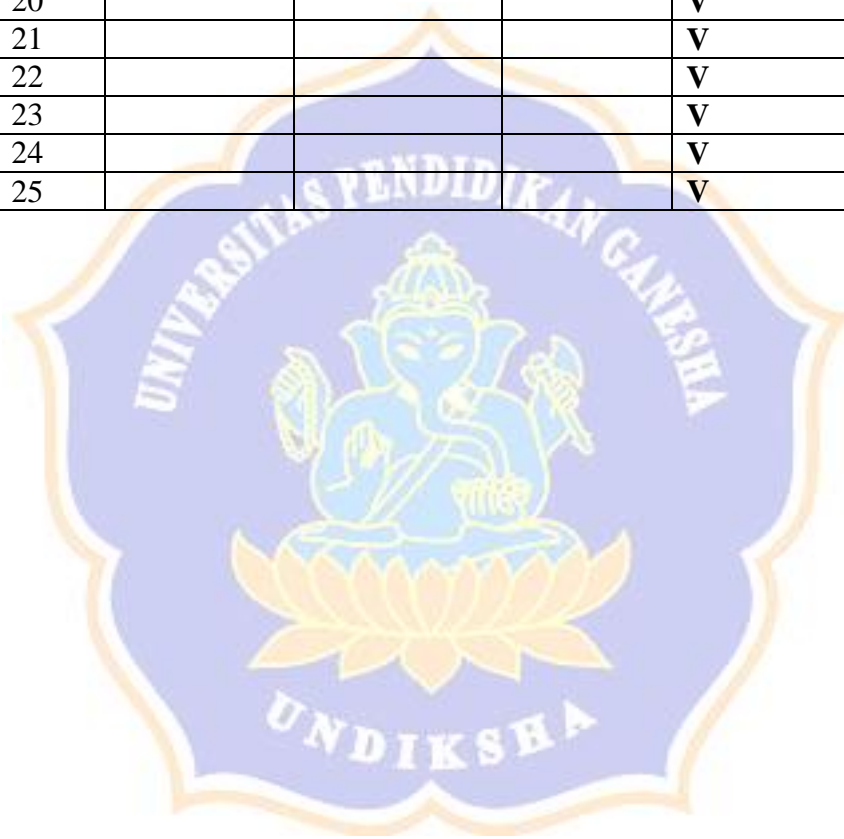 20 V
21 V
22 V
23 V
24 V
25 V
UNIVERSITAS PENDIDIKAN GANESHA
UNDIKSHA